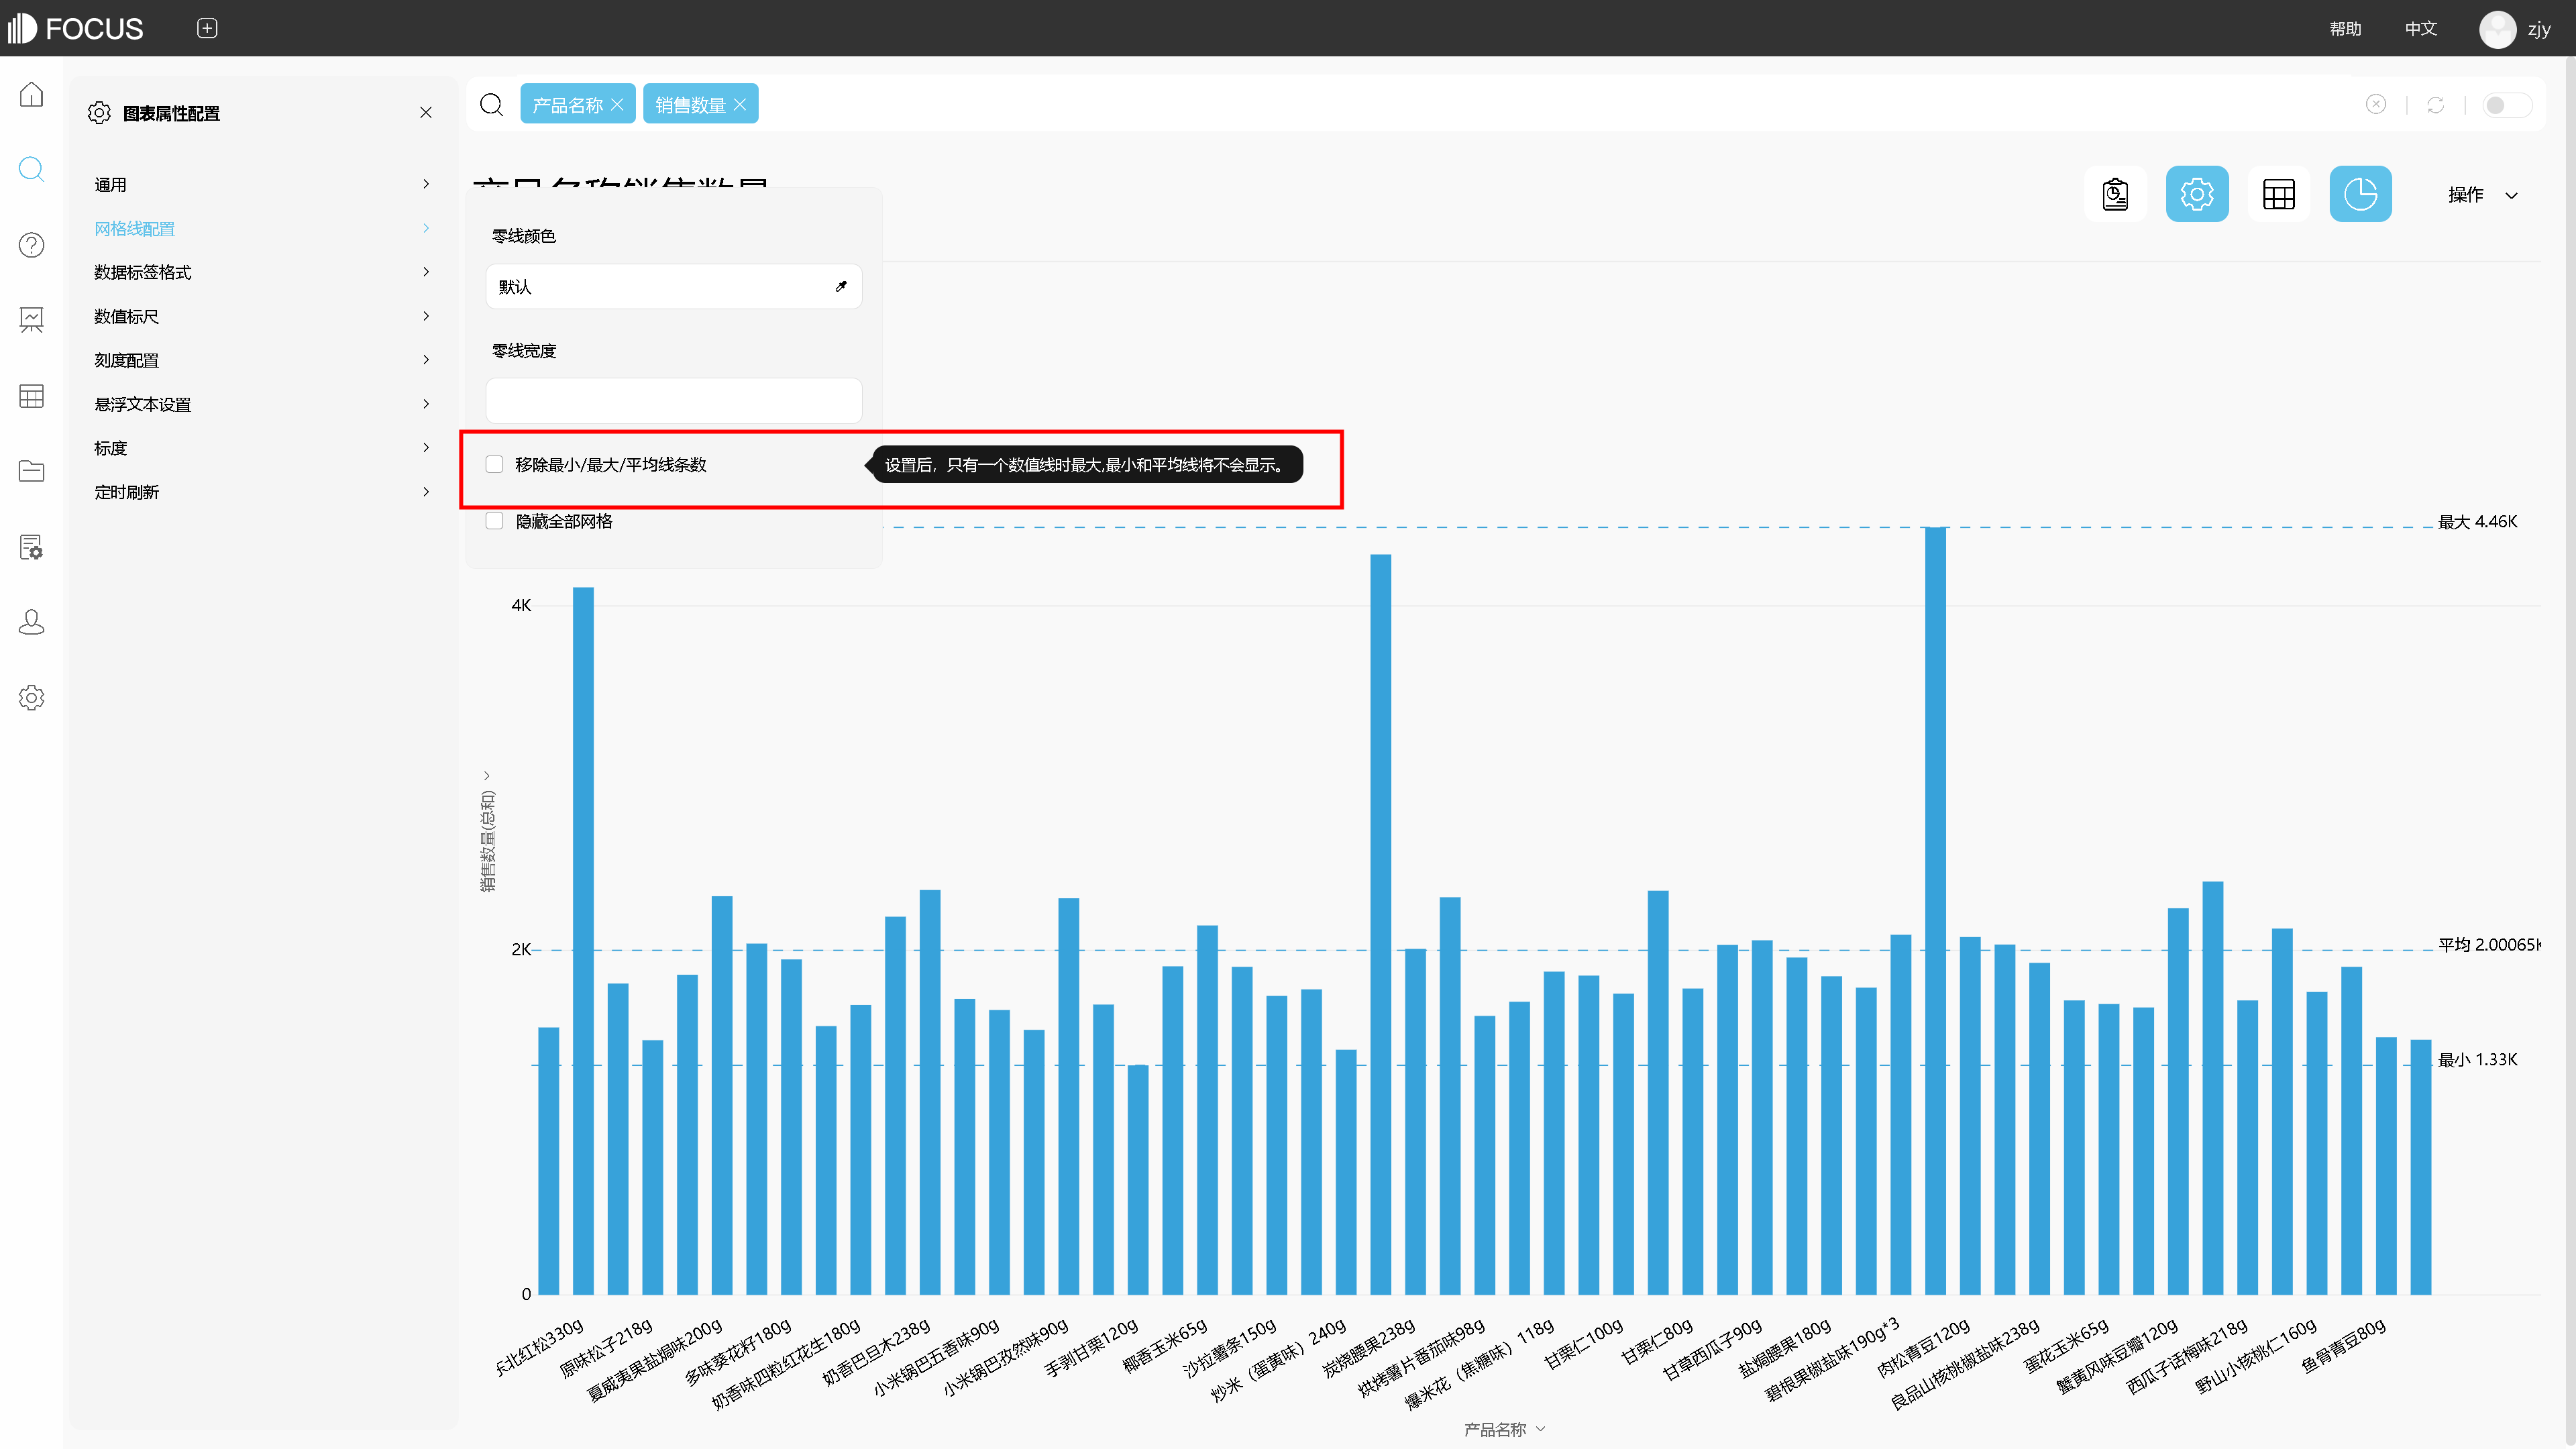 FOCUS
帮助
中文
zjy
图表属性配置
通用
网格线配置
数据标签格式
数值标尺
刻度配置
悬浮文本设置
标度
定时刷新
产品名称
销售数量
产品名称销售数量
操作
零线颜色
默认
零线宽度
移除最小/最大/平均线条数
设置后，只有一个数值线时最大,最小和平均线将不会显示。
隐藏全部网格
最大 4.46K
4K
销售数量(总和)
2K
平均 2.00065K
最小 1.33K
0
东北红松330g
原味松子218g
夏威夷果盐焗味200g
多味葵花籽180g
奶香味四粒红花生180g
奶香巴旦木238g
小米锅巴五香味90g
小米锅巴孜然味90g
手剥甘栗120g
椰香玉米65g
沙拉薯条150g
炒米（蛋黄味）240g
炭烧腰果238g
烘烤薯片番茄味98g
爆米花（焦糖味）118g
甘栗仁100g
甘栗仁80g
甘草西瓜子90g
盐焗腰果180g
碧根果椒盐味190g*3
肉松青豆120g
良品山核桃椒盐味238g
蛋花玉米65g
蟹黄风味豆瓣120g
西瓜子话梅味218g
野山小核桃仁160g
鱼骨青豆80g
产品名称